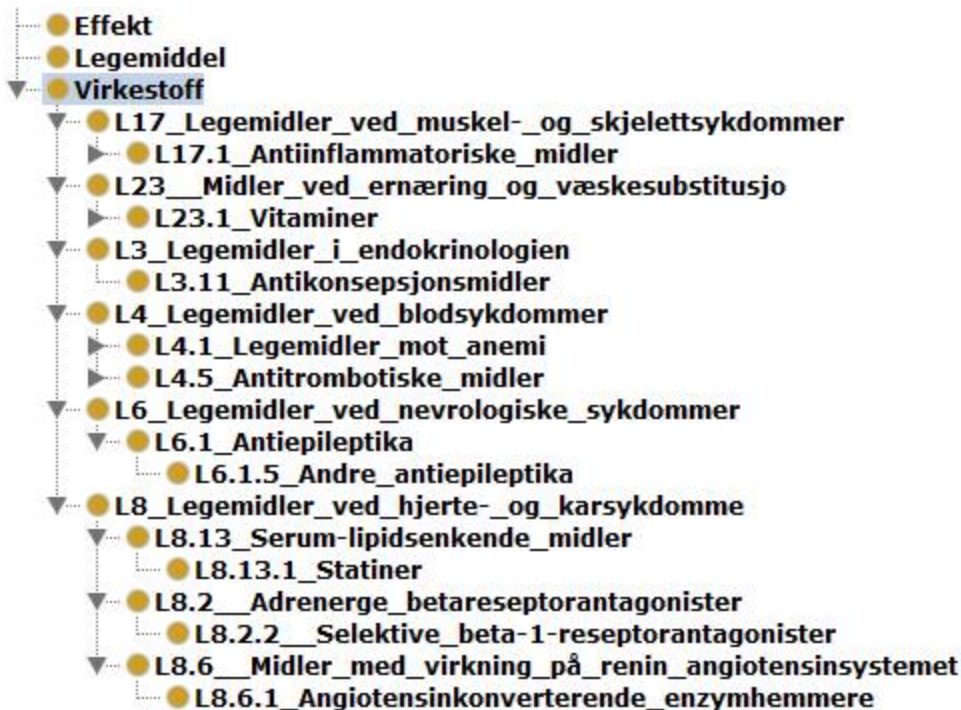 Effekt
Legemiddel
Virkestoff
L17_Legemidler_ved_muskel-_og_skjelettsykdommer
L17.1_Antiinflammatoriske_midler
L23__Midler_ved_ernæring_og_væskesubstitusjo
L23.1_Vitaminer
L3_Legemidler_i_endokrinologien
L3.11_Antikonsepsjonsmidler
L4_Legemidler_ved_blodsykdommer
L4.1_Legemidler_mot_anemi
L4.5_Antitrombotiske_midler
L6_Legemidler_ved_nevrologiske_sykdommer
L6.1_Antiepileptika
L6.1.5_Andre_antiepileptika
L8_Legemidler_ved_hjerte-_og_karsykdomme
L8.13_Serum-lipidsenkende_midler
L8.13.1_Statiner
L8.2__Adrenerge_betareseptorantagonister
L8.2.2__Selektive_beta-1-reseptorantagonister
L8.6__Midler_med_virkning_på_renin_angiotensinsystemet
L8.6.1_Angiotensinkonverterende_enzymhemmere